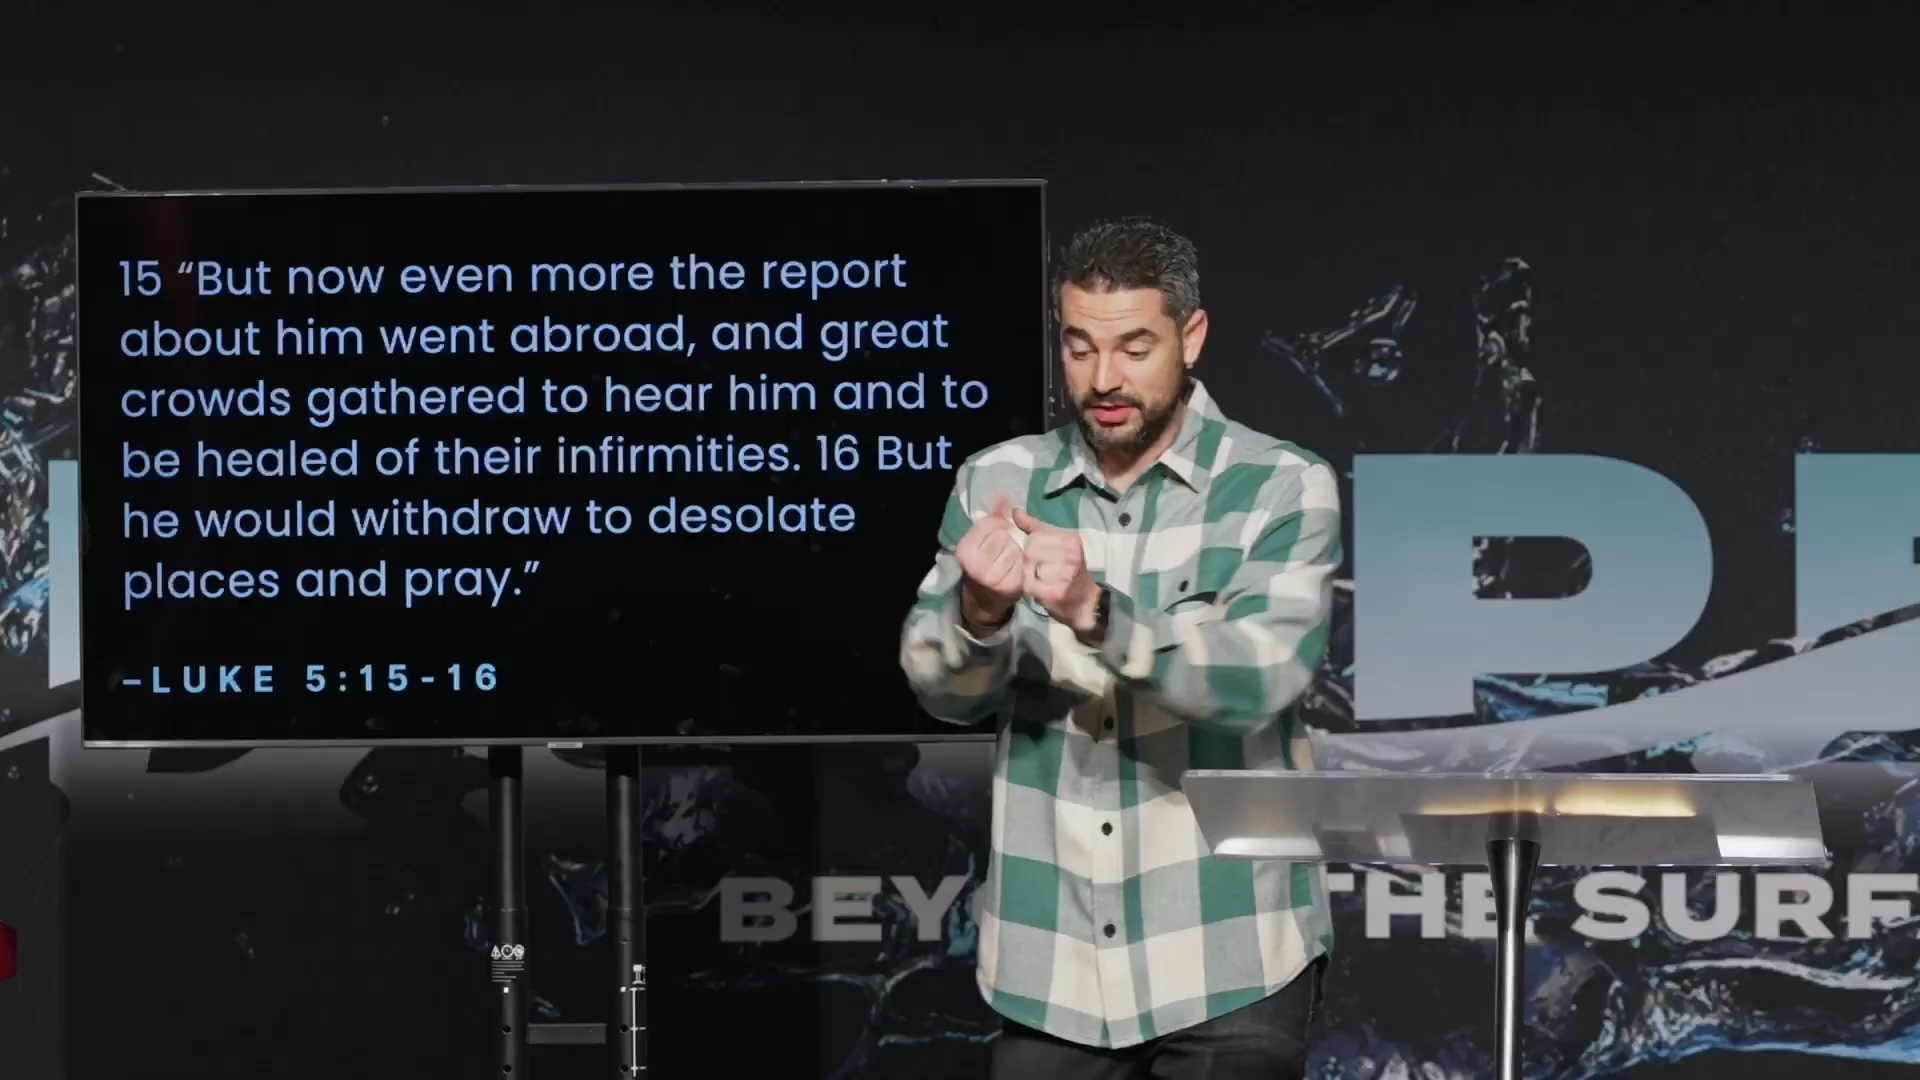 15 “But now even more the report
about him went abroad, and great
crowds gathered to hear him and to
be healed of their infirmities. 16 But
he would withdraw to desolate
places and pray.”
–LUKE 5:15-16
P
THE SURF